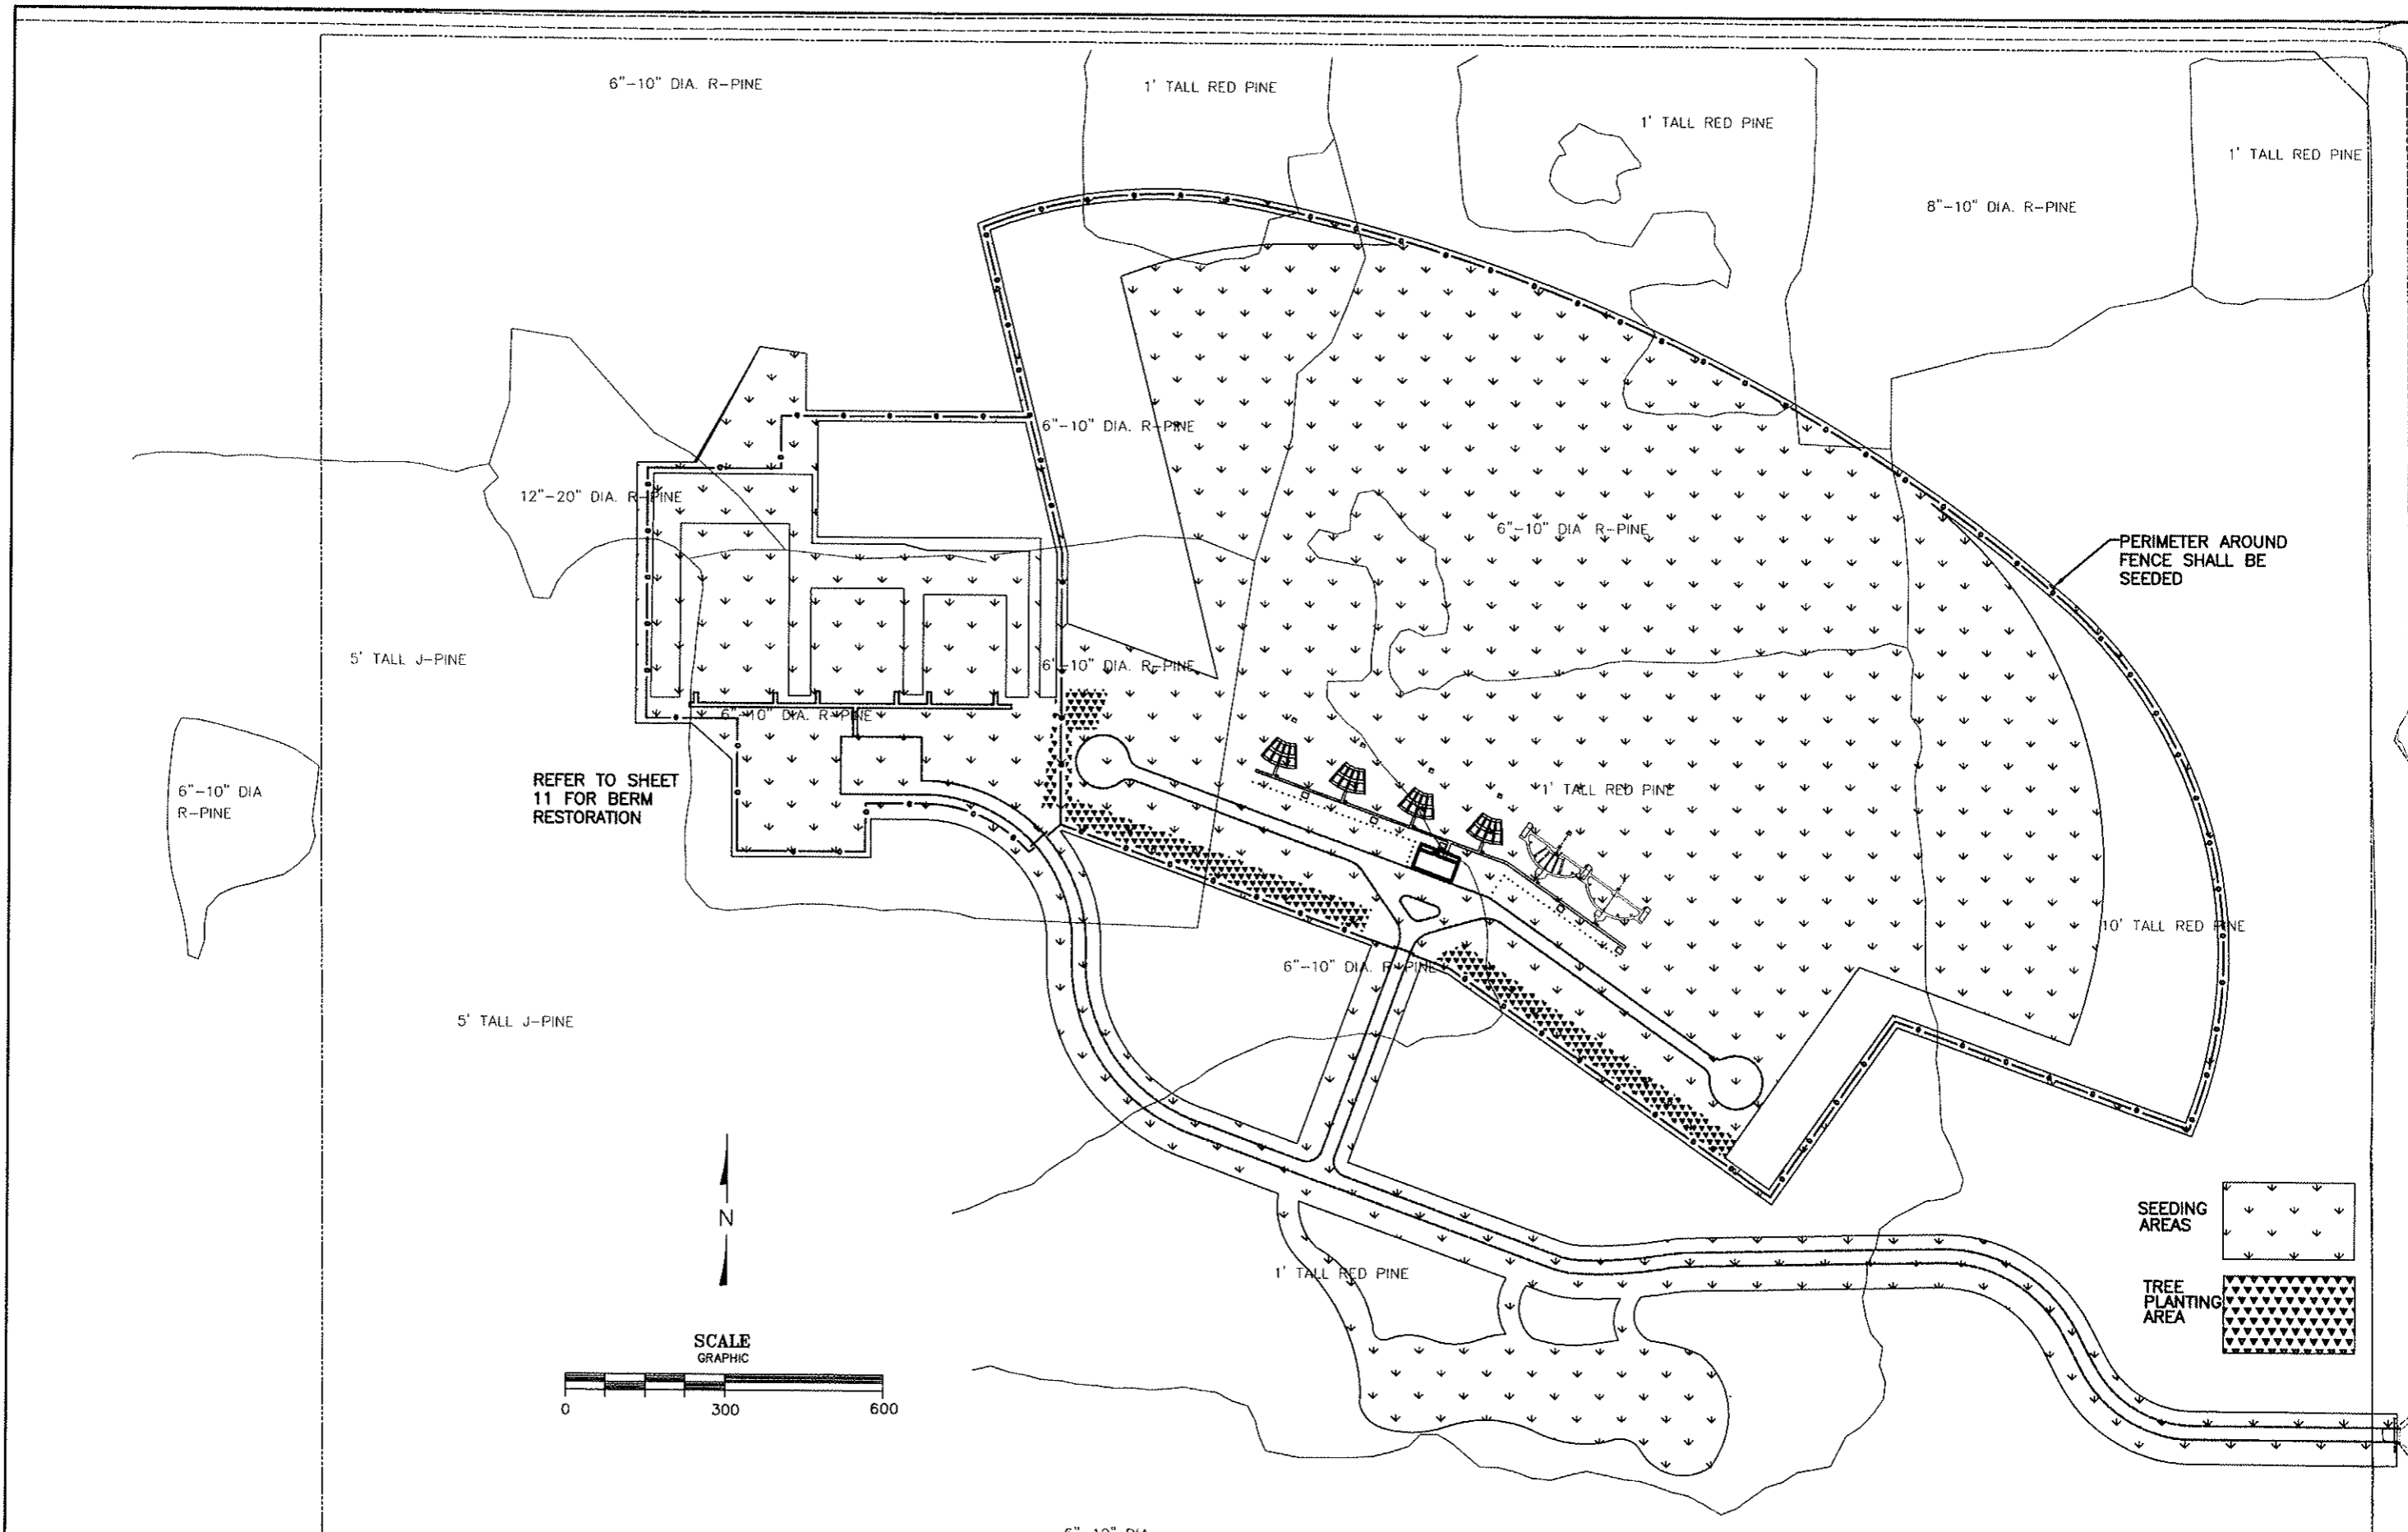 6"-10" DIA. R-PINE
1' TALL RED PINE
1' TALL RED PINE
1' TALL RED PINE
8"-10" DIA. R-PINE
6"-10" DIA. R-PINE
12"-20" DIA. R-PINE
6"-10" DIA. R-PINE
PERIMETER AROUND
FENCE SHALL BE
SEEDED
5' TALL J-PINE
6"-10" DIA. R-PINE
6"-10" DIA. R-PINE
REFER TO SHEET
11 FOR BERM
RESTORATION
6"-10" DIA
R-PINE
1' TALL RED PINE
10' TALL RED PINE
6"-10" DIA. R-PINE
5' TALL J-PINE
N
SEEDING
AREAS
1' TALL RED PINE
TREE
PLANTING
AREA
SCALE
GRAPHIC
0 300 600
6"-10" DIA